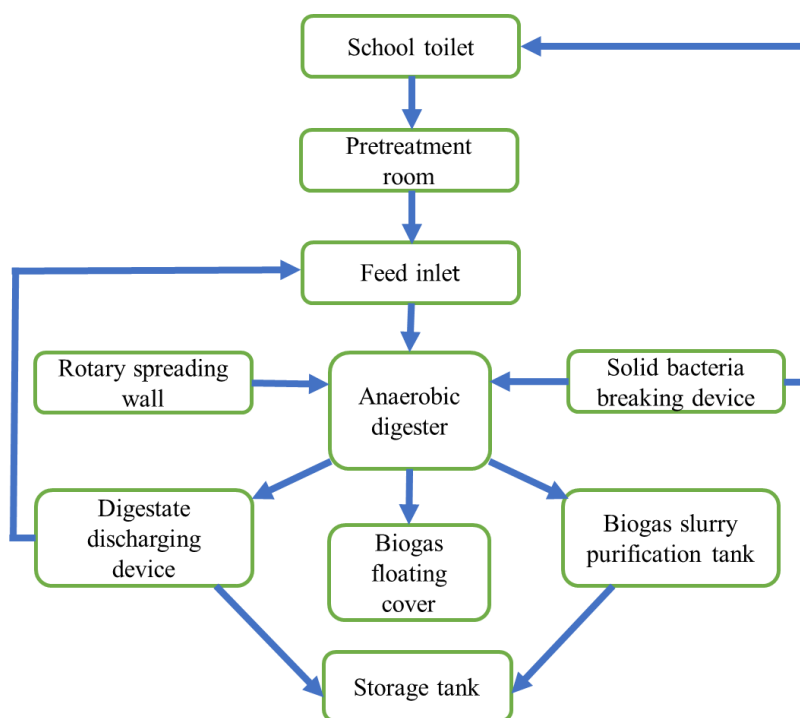 School toilet
Pretreatment
room
Feed inlet
Rotary spreading
wall
Anaerobic
digester
Solid bacteria
breaking device
Digestate
discharging
device
Biogas
floating
cover
Biogas slurry
purification tank
Storage tank